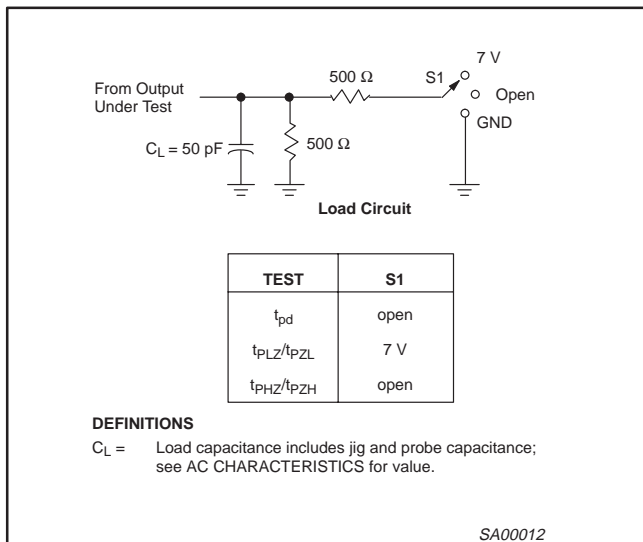 7 V
500 Ω
S1
From Output
Under Test
Open
GND
C_L = 50 pF
500 Ω
Load Circuit
TEST S1
t_pd open
t_PLZ/t_PZL 7 V
t_PHZ/t_PZH open
DEFINITIONS
C_L = Load capacitance includes jig and probe capacitance;
see AC CHARACTERISTICS for value.
SA00012